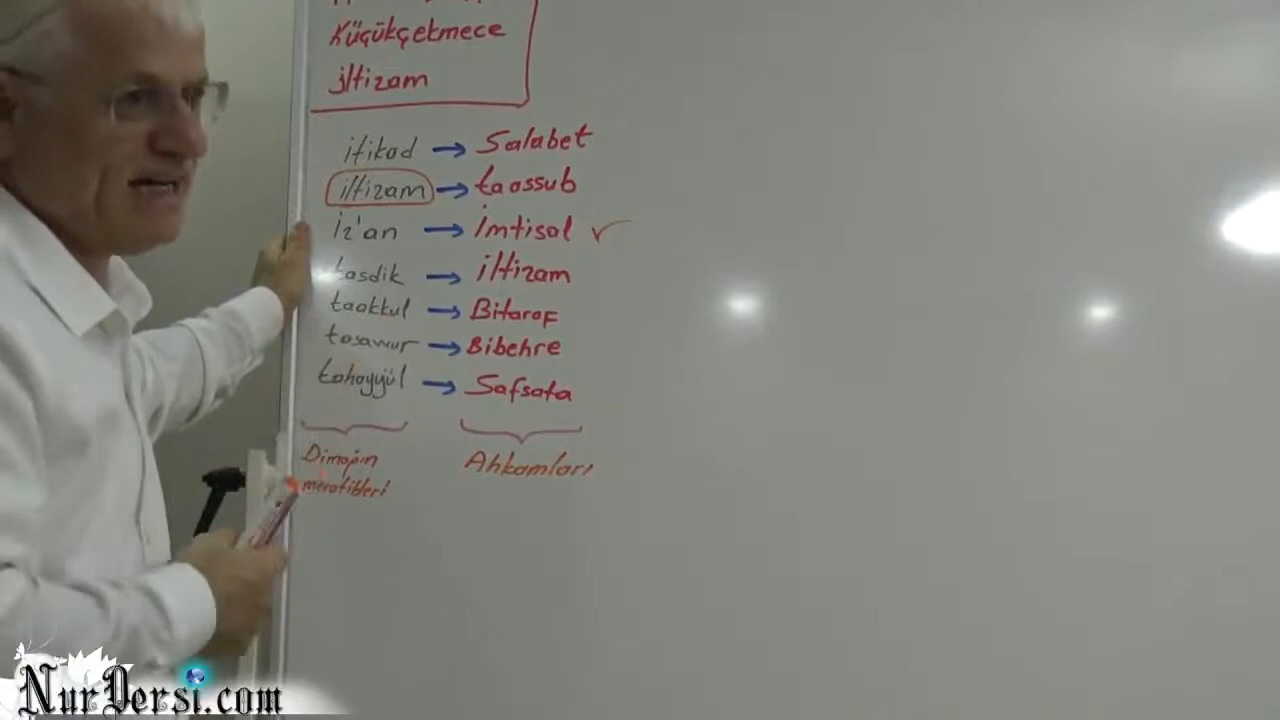 Küçükçekmece
iltizam
itikad → Salabet
iltizam → taassub
İz'an → İmtisal ✓
tasdik → iltizam
taakkul → Bitaraf
tasavvur → Bibehre
tahayyül → Safsata
Dimağın Ahkamları
meratibleri
NurDersi.com